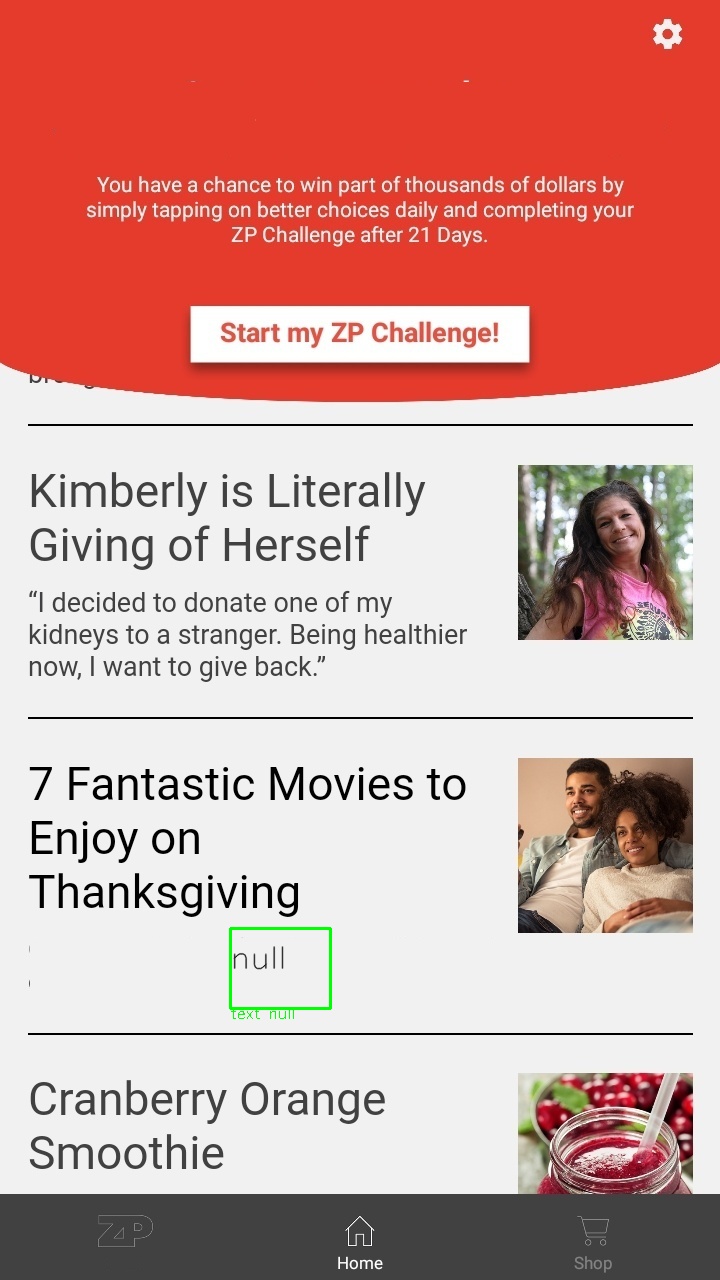 You have a chance to win part of thousands of dollars by
simply tapping on better choices daily and completing your
ZP Challenge after 21 Days.
Start my ZP Challenge!
Kimberly is Literally
Giving of Herself
“I decided to donate one of my
kidneys to a stranger. Being healthier
now, I want to give back.”
7 Fantastic Movies to
Enjoy on
Thanksgiving
null
text null
Cranberry Orange
Smoothie
ZP
Home
Shop